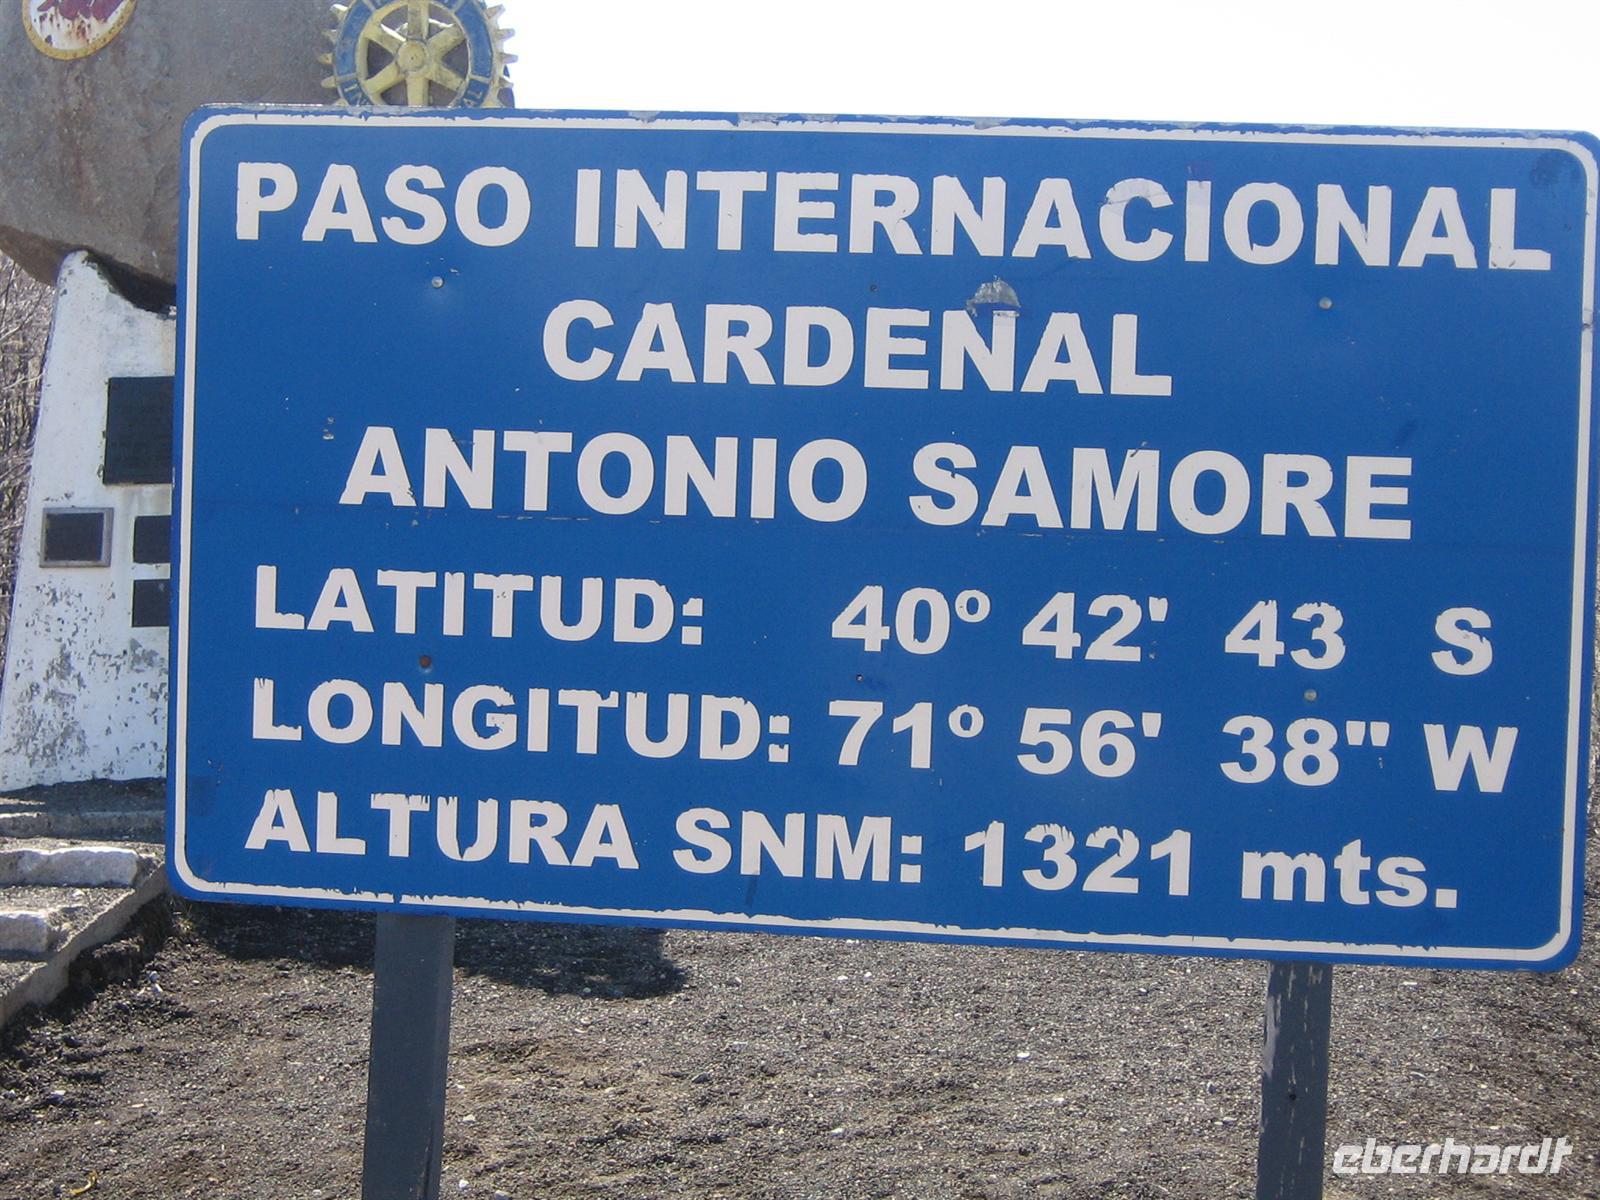 PASO INTERNACIONAL
CARDENAL
ANTONIO SAMORE
LATITUD: 40º 42' 43 S
LONGITUD: 71º 56' 38" W
ALTURA SNM: 1321 mts.
eberhardt